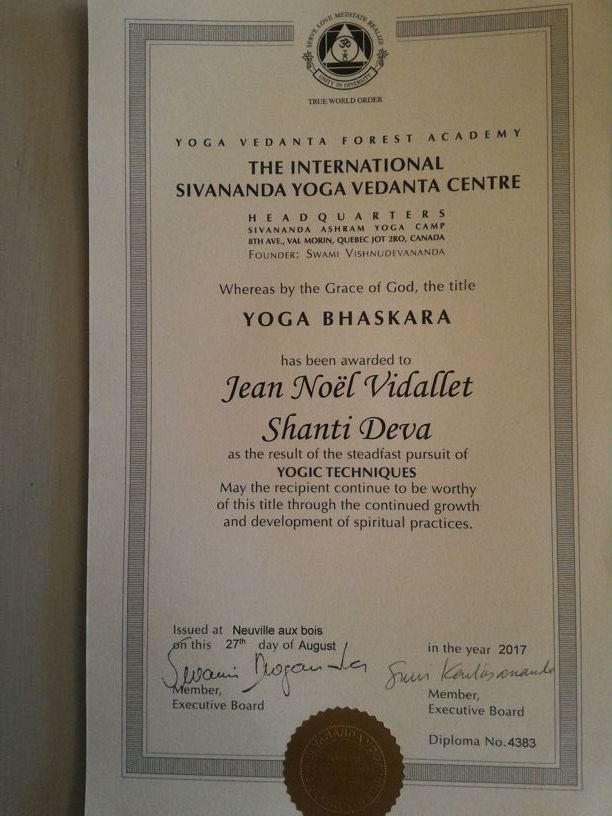 SERVE LOVE MEDITATE REALIZE
UNITY IN DIVERSITY
TRUE WORLD ORDER
YOGA VEDANTA FOREST ACADEMY
THE INTERNATIONAL
SIVANANDA YOGA VEDANTA CENTRE
HEADQUARTERS
SIVANANDA ASHRAM YOGA CAMP
8TH AVE., VAL MORIN, QUEBEC JOT 2RO, CANADA
FOUNDER: SWAMI VISHNUDEVANANDA
Whereas by the Grace of God, the title
YOGA BHASKARA
has been awarded to
Jean Noël Vidallet
Shanti Deva
as the result of the steadfast pursuit of
YOGIC TECHNIQUES
May the recipient continue to be worthy
of this title through the continued growth
and development of spiritual practices.
Issued at Neuville aux bois
on this 27th day of August
in the year 2017
Swami
Member,
Executive Board
Member,
Executive Board
Diploma No. 4383